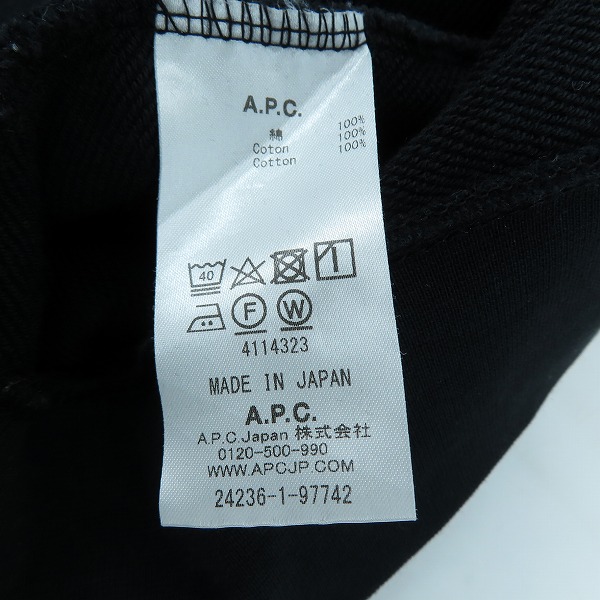 A.P.C.
綿 100%
Coton 100%
Cotton 100%
40
F W
4114323
MADE IN JAPAN
A.P.C.
A.P.C.Japan 株式会社
0120-500-990
WWW.APCJP.COM
24236-1-97742